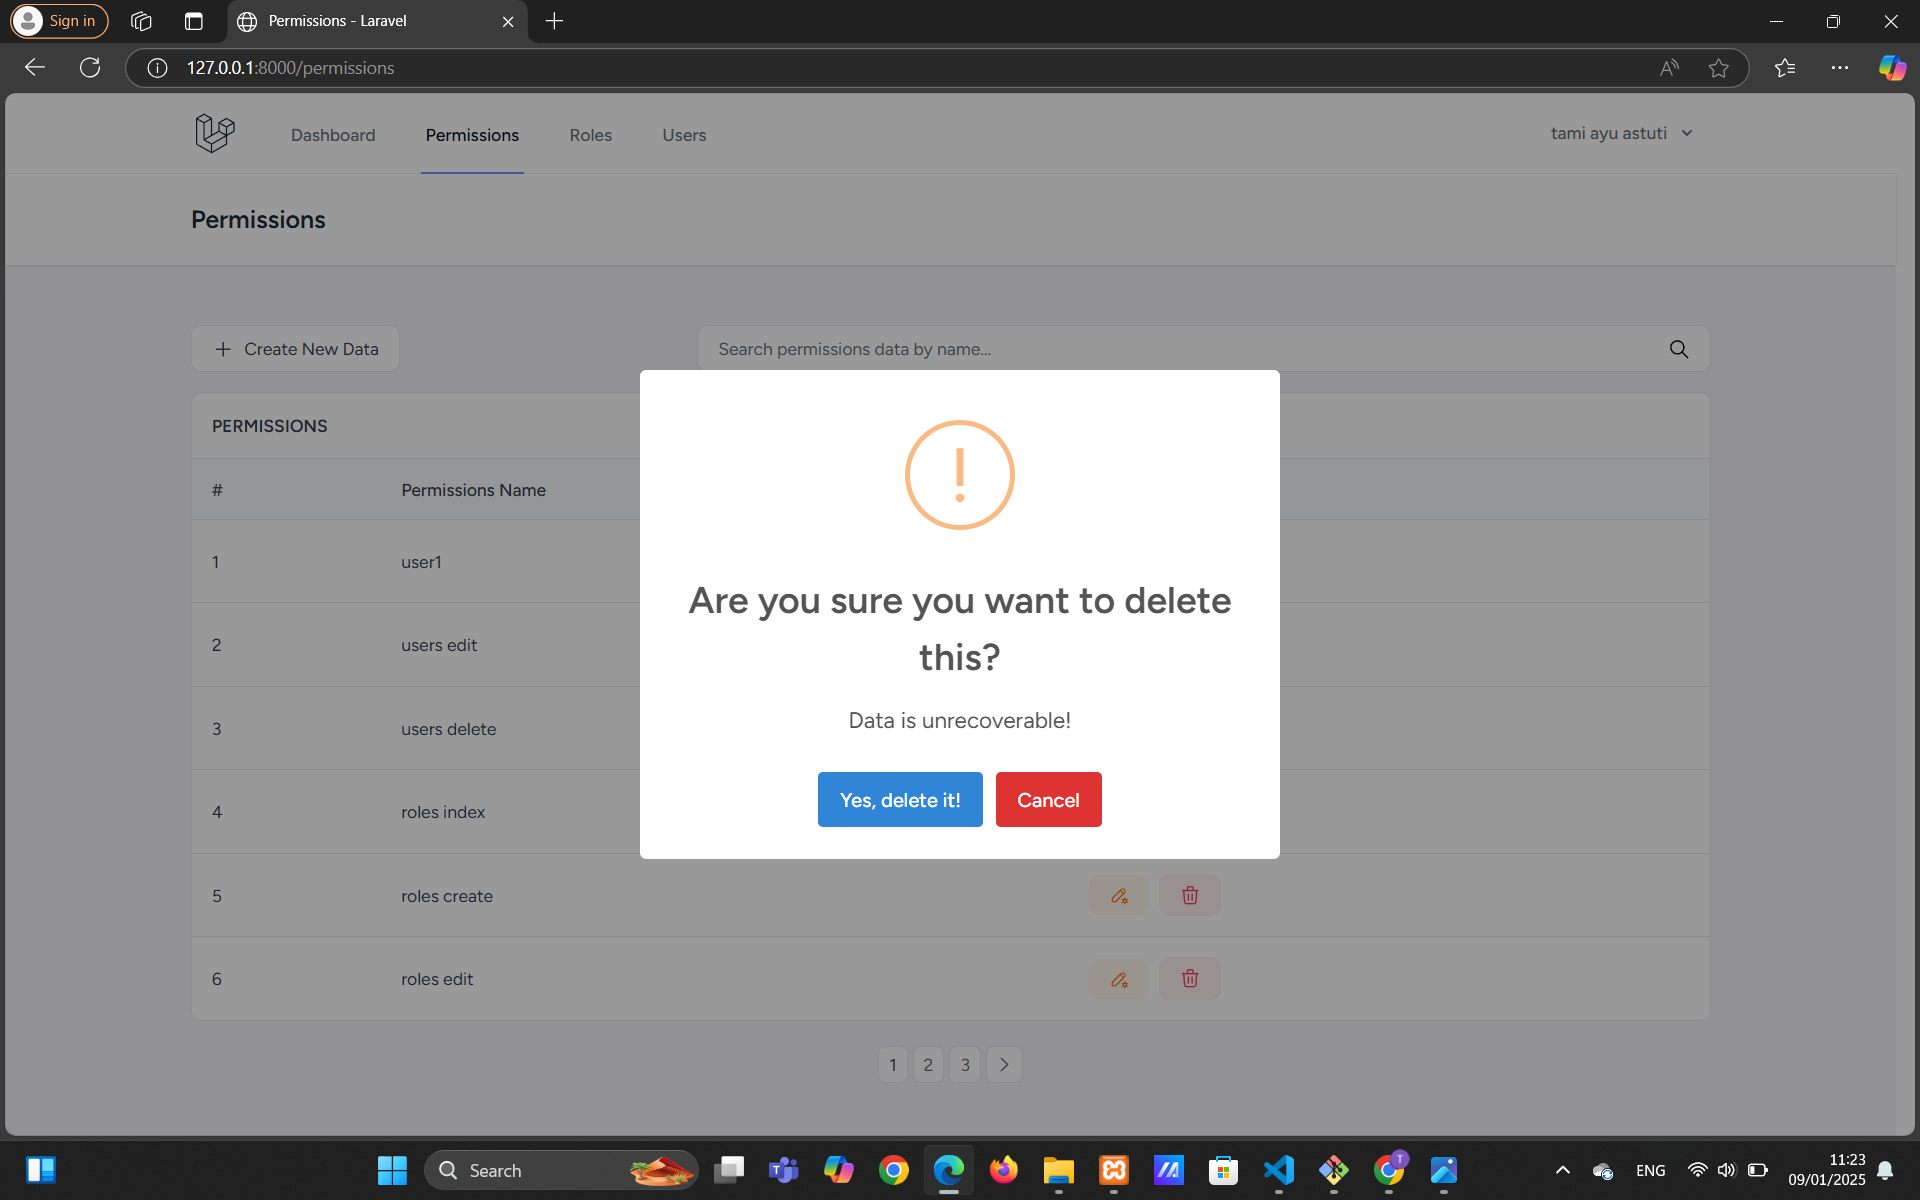 Sign in
Permissions - Laravel
127.0.0.1:8000/permissions
Dashboard
Permissions
Roles
Users
tami ayu astuti
Permissions
Create New Data
Search permissions data by name...
PERMISSIONS
# Permissions Name
1 user1
2 users edit
3 users delete
4 roles index
5 roles create
6 roles edit
Are you sure you want to delete
this?
Data is unrecoverable!
Yes, delete it!
Cancel
1 2 3
Search
ENG
11:23
09/01/2025